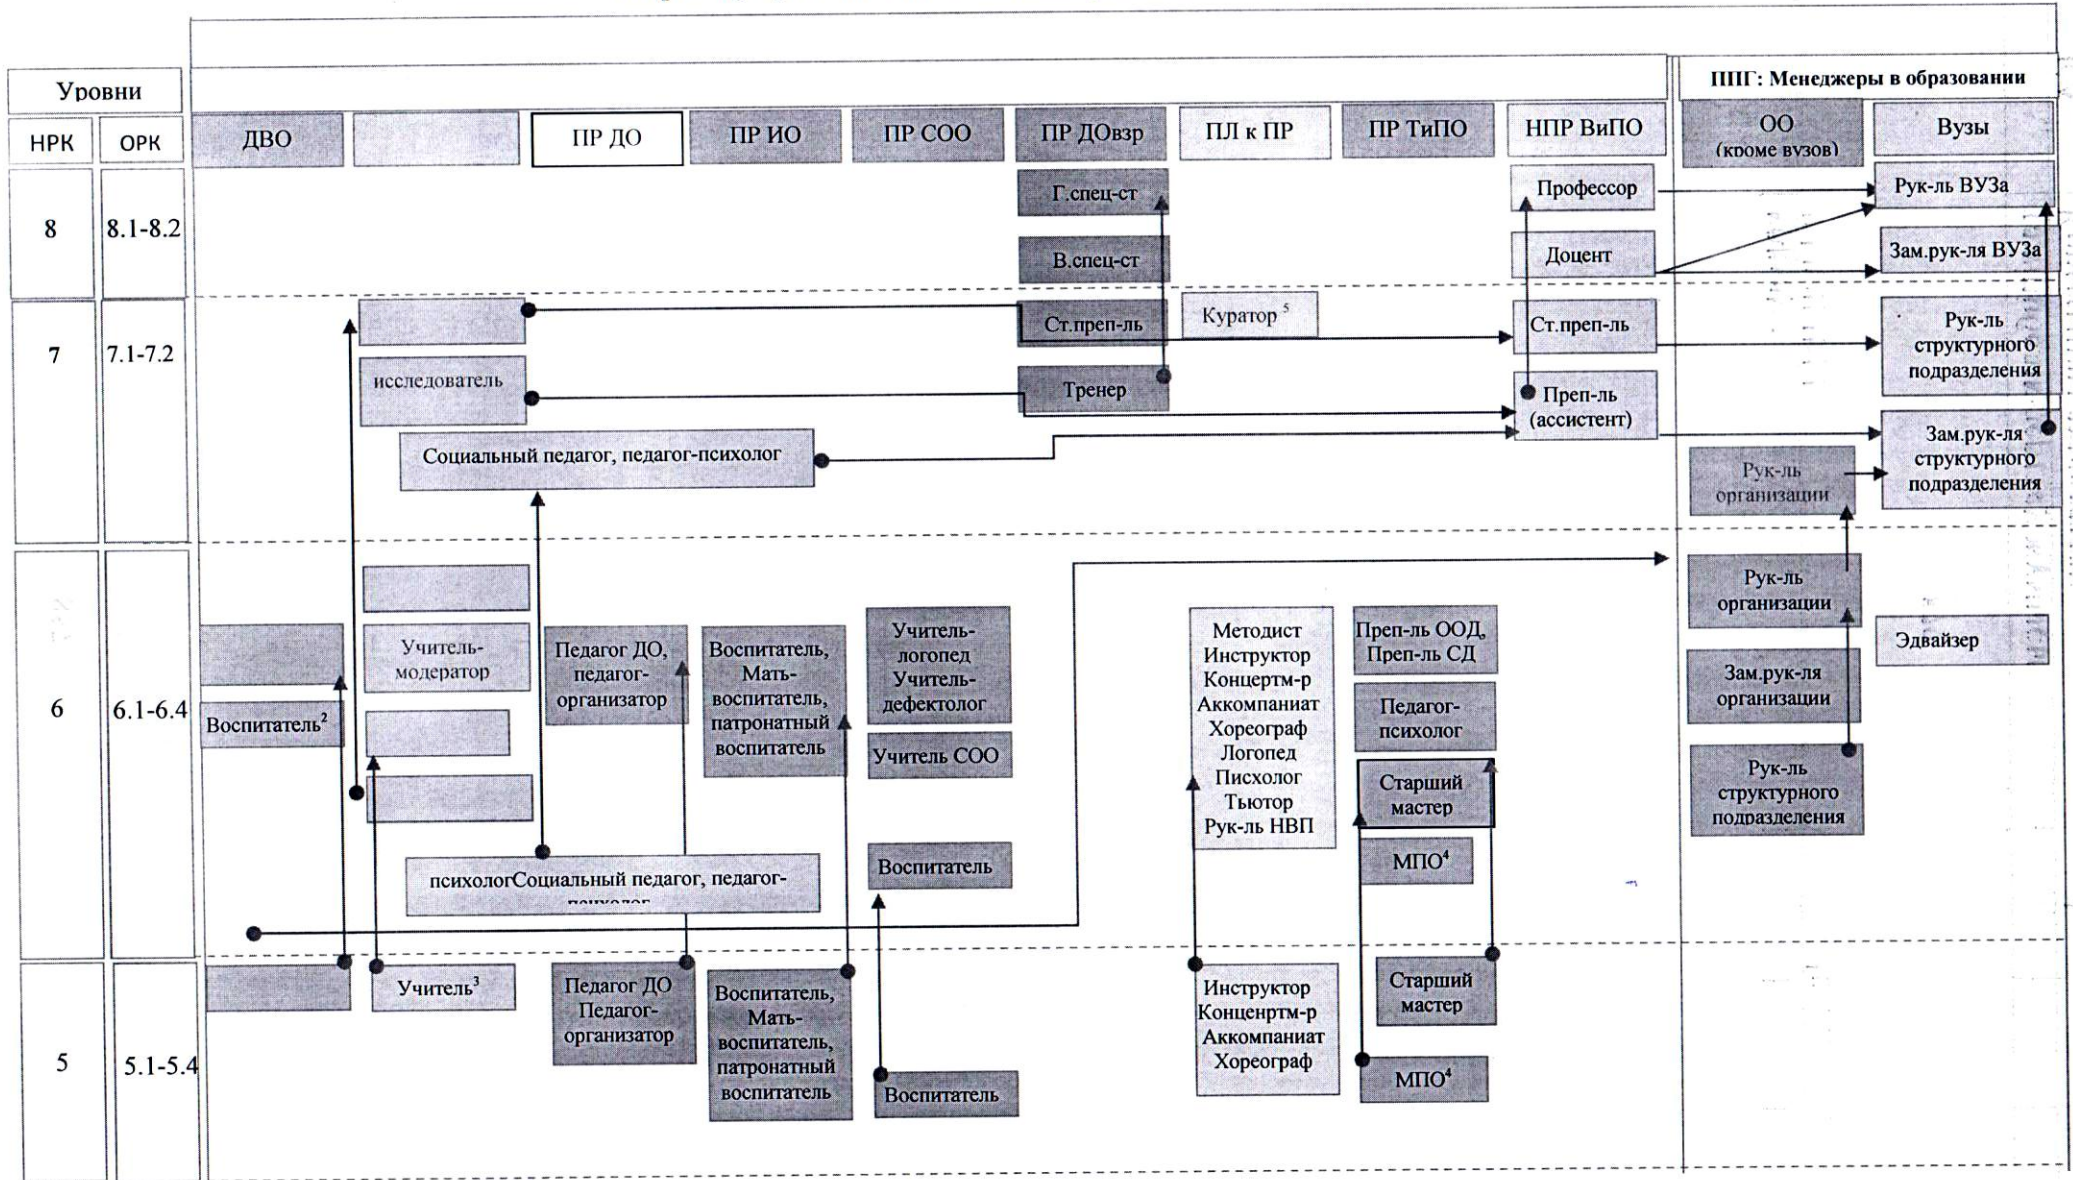 ППГ: Менеджеры в образовании
Уровни
НРК
ОРК
ДВО
ПР ДО
ПР ИО
ПР СОО
ПР ДОвзр
ПЛ к ПР
ПР ТиПО
НПР ВиПО
ОО
(кроме вузов)
Вузы
8
8.1-8.2
Г.спец-ст
В.спец-ст
Профессор
Доцент
Рук-ль ВУЗа
Зам.рук-ля ВУЗа
7
7.1-7.2
исследователь
Социальный педагог, педагог-психолог
Ст.преп-ль
Тренер
Куратор 5
Ст.преп-ль
Преп-ль
(ассистент)
Рук-ль
организации
Рук-ль
структурного
подразделения
Зам.рук-ля
структурного
подразделения
6
6.1-6.4
Воспитатель2
Учитель-
модератор
Педагог ДО,
педагог-
организатор
Воспитатель,
Мать-
воспитатель,
патронатный
воспитатель
Учитель-
логопед
Учитель-
дефектолог
Учитель СОО
Воспитатель
психологСоциальный педагог, педагог-
психолог
Методист
Инструктор
Концертм-р
Аккомпаниат
Хореограф
Логопед
Писхолог
Тьютор
Рук-ль НВП
Преп-ль ООД,
Преп-ль СД
Педагог-
психолог
Старший
мастер
МПО4
Рук-ль
организации
Зам.рук-ля
организации
Рук-ль
структурного
подразделения
Эдвайзер
5
5.1-5.4
Учитель3
Педагог ДО
Педагог-
организатор
Воспитатель,
Мать-
воспитатель,
патронатный
воспитатель
Воспитатель
Инструктор
Конценртм-р
Аккомпаниат
Хореограф
Старший
мастер
МПО4